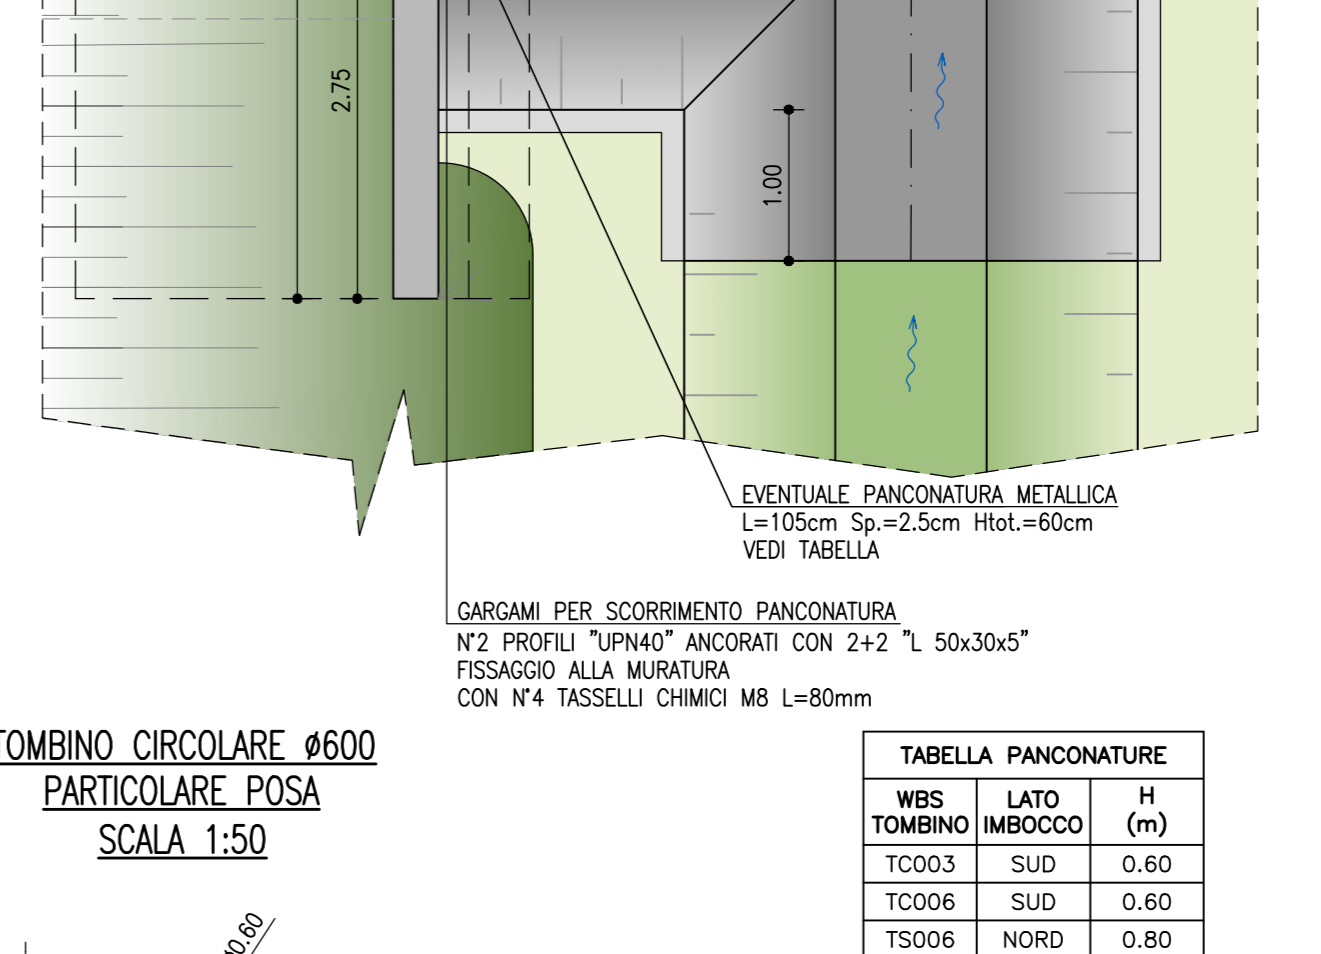 2.75
1.00
EVENTUALE PANCONATURA METALLICA
L=105cm Sp.=2.5cm Htot.=60cm
VEDI TABELLA
GARGAMI PER SCORRIMENTO PANCONATURA
N°2 PROFILI "UPN40" ANCORATI CON 2+2 "L 50x30x5"
FISSAGGIO ALLA MURATURA
CON N°4 TASSELLI CHIMICI M8 L=80mm
TOMBINO CIRCOLARE ø600
PARTICOLARE POSA
SCALA 1:50
TABELLA PANCONATURE
WBS TOMBINO LATO IMBOCCO H (m)
TC003 SUD 0.60
TC006 SUD 0.60
TS006 NORD 0.80